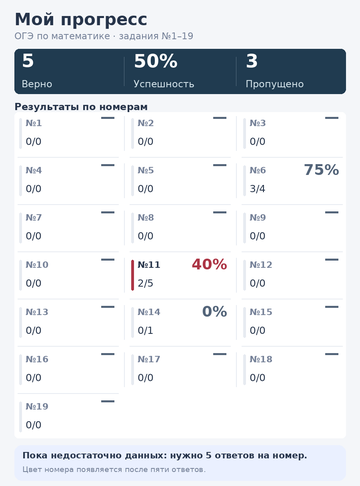 Мой прогресс
ОГЭ по математике · задания №1–19
5 50% 3
Верно Успешность Пропущено
Результаты по номерам
№1 — №2 — №3 —
0/0 0/0 0/0
№4 — №5 — №6 75%
0/0 0/0 3/4
№7 — №8 — №9 —
0/0 0/0 0/0
№10 — №11 40% №12 —
0/0 2/5 0/0
№13 — №14 0% №15 —
0/0 0/1 0/0
№16 — №17 — №18 —
0/0 0/0 0/0
№19 —
0/0
Пока недостаточно данных: нужно 5 ответов на номер.
Цвет номера появляется после пяти ответов.